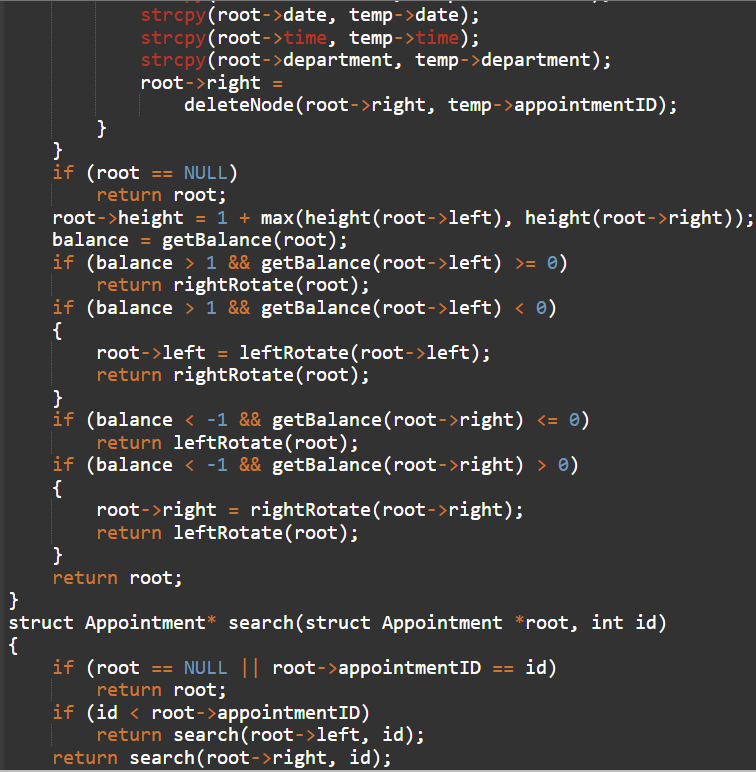 strcpy(root->date, temp->date);
            strcpy(root->time, temp->time);
            strcpy(root->department, temp->department);
            root->right =
                deleteNode(root->right, temp->appointmentID);
        }
    }
    if (root == NULL)
        return root;
    root->height = 1 + max(height(root->left), height(root->right));
    balance = getBalance(root);
    if (balance > 1 && getBalance(root->left) >= 0)
        return rightRotate(root);
    if (balance > 1 && getBalance(root->left) < 0)
    {
        root->left = leftRotate(root->left);
        return rightRotate(root);
    }
    if (balance < -1 && getBalance(root->right) <= 0)
        return leftRotate(root);
    if (balance < -1 && getBalance(root->right) > 0)
    {
        root->right = rightRotate(root->right);
        return leftRotate(root);
    }
    return root;
}
struct Appointment* search(struct Appointment *root, int id)
{
    if (root == NULL || root->appointmentID == id)
        return root;
    if (id < root->appointmentID)
        return search(root->left, id);
    return search(root->right, id);